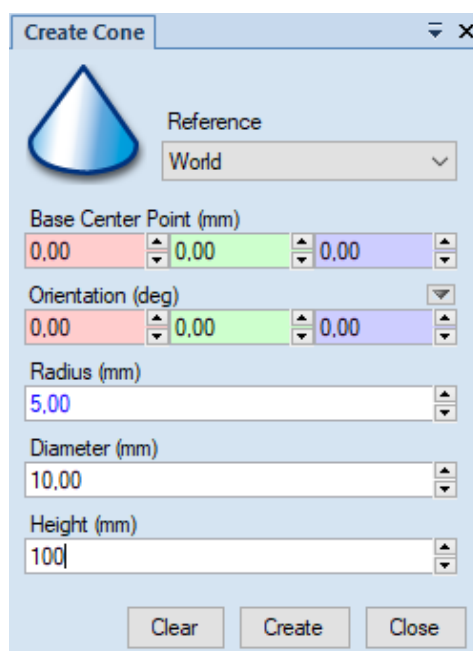 Create Cone
Reference
World
Base Center Point (mm)
0,00 0,00 0,00
Orientation (deg)
0,00 0,00 0,00
Radius (mm)
5,00
Diameter (mm)
10,00
Height (mm)
100
Clear Create Close